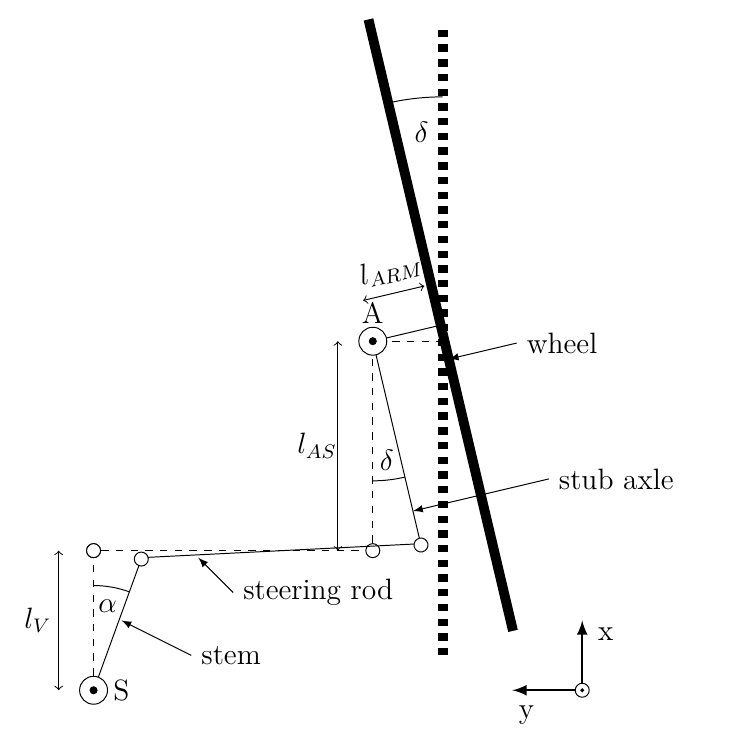 δ
l_ARM
A
wheel
l_AS
δ
stub axle
steering rod
α
l_V
stem
x
S
y